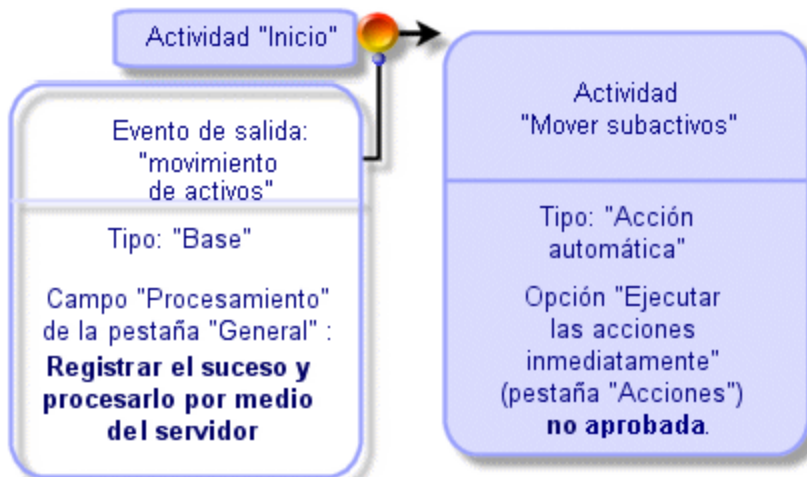 Actividad "Inicio"
Evento de salida:
"movimiento
de activos"
Tipo: "Base"
Campo "Procesamiento"
de la pestaña "General" :
Registrar el suceso y
procesarlo por medio
del servidor
Actividad
"Mover subactivos"
Tipo: "Acción
automática"
Opción "Ejecutar
las acciones
inmediatamente"
(pestaña "Acciones")
no aprobada.